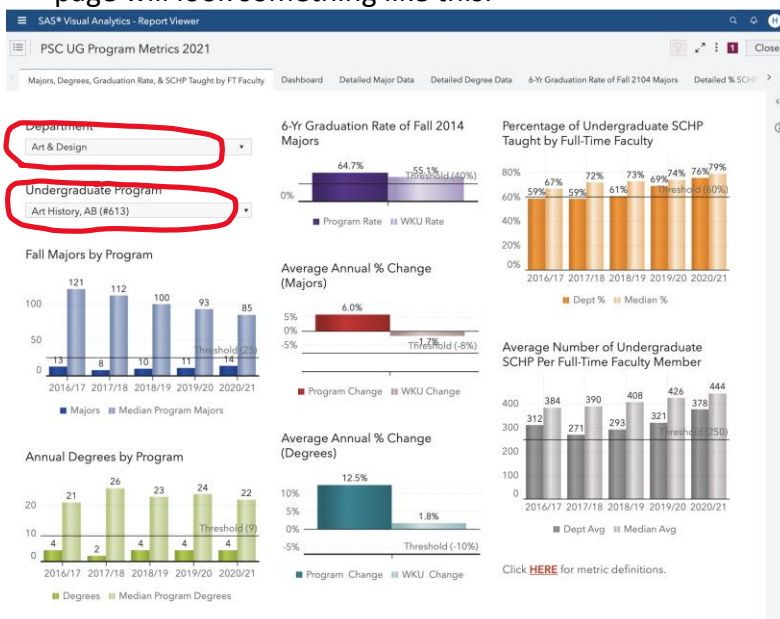 page will look something like this:
SAS® Visual Analytics - Report Viewer
PSC UG Program Metrics 2021
1 Close
Majors, Degrees, Graduation Rate, & SCHP Taught by FT Faculty Dashboard Detailed Major Data Detailed Degree Data 6-Yr Graduation Rate of Fall 2104 Majors Detailed % SCHP
Department
Art & Design
Undergraduate Program
Art History, AB (#613)
Fall Majors by Program
121 112 100 93 85
100
50
Threshold (25)
13 8 10 11 14
0
2016/17 2017/18 2018/19 2019/20 2020/21
Majors Median Program Majors
Annual Degrees by Program
21 26 23 24 22
20
Threshold (9)
10
4 2 4 4 4
0
2016/17 2017/18 2018/19 2019/20 2020/21
Degrees Median Program Degrees
6-Yr Graduation Rate of Fall 2014
Majors
64.7% 55.1%
Threshold (40%)
0%
Program Rate WKU Rate
Average Annual % Change
(Majors)
6.0%
5%
0%
-1.7%
-5% Threshold (-8%)
Program Change WKU Change
Average Annual % Change
(Degrees)
12.5%
10%
5%
1.8%
0%
-5% Threshold (-10%)
Program Change WKU Change
Percentage of Undergraduate SCHP
Taught by Full-Time Faculty
80%
59% 67% 59% 72% 61% 73% 69% 74% 76% 79%
60% Threshold (60%)
40%
20%
0%
2016/17 2017/18 2018/19 2019/20 2020/21
Dept % Median %
Average Number of Undergraduate
SCHP Per Full-Time Faculty Member
312 384 271 390 293 408 321 426 378 444
400
300
Threshold (250)
200
100
0
2016/17 2017/18 2018/19 2019/20 2020/21
Dept Avg Median Avg
Click HERE for metric definitions.